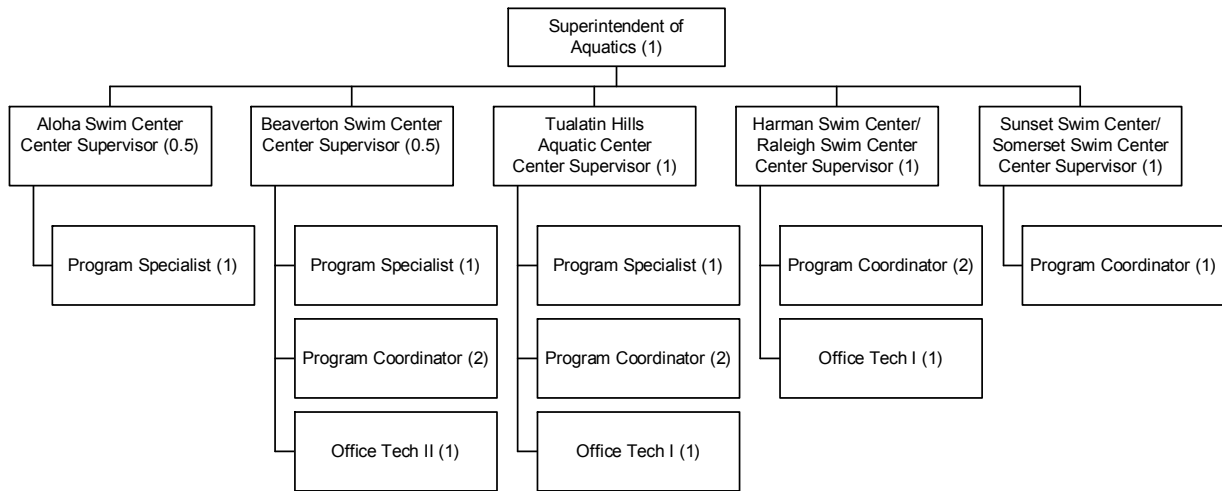 Superintendent of
Aquatics (1)
Aloha Swim Center
Center Supervisor (0.5)
Beaverton Swim Center
Center Supervisor (0.5)
Tualatin Hills
Aquatic Center
Center Supervisor (1)
Harman Swim Center/
Raleigh Swim Center
Center Supervisor (1)
Sunset Swim Center/
Somerset Swim Center
Center Supervisor (1)
Program Specialist (1)
Program Specialist (1)
Program Specialist (1)
Program Coordinator (2)
Program Coordinator (1)
Program Coordinator (2)
Program Coordinator (2)
Office Tech I (1)
Office Tech II (1)
Office Tech I (1)